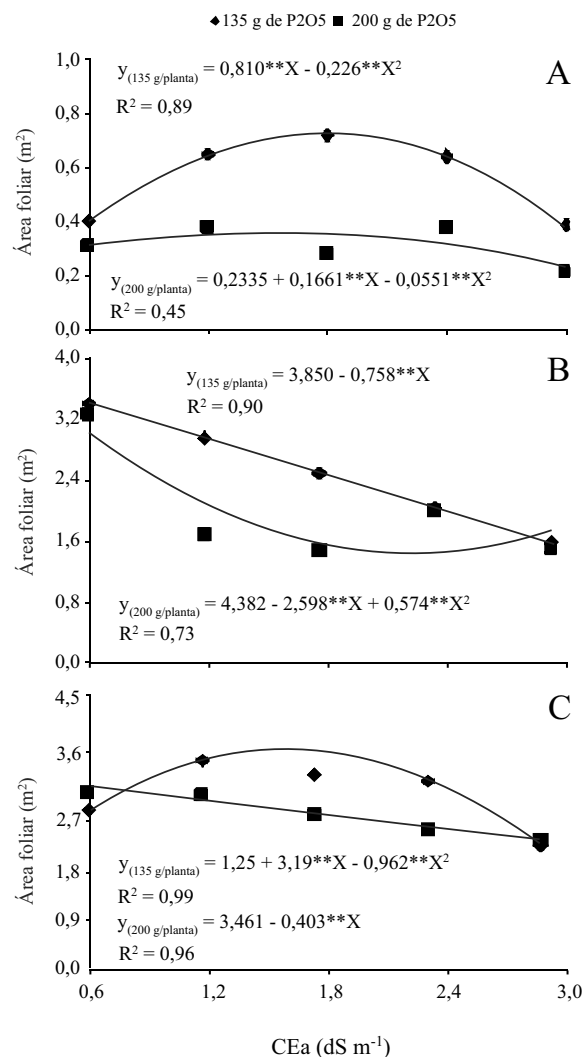 ◆135 g de P2O5 ■ 200 g de P2O5
A
y(135 g/planta) = 0,810**X - 0,226**X²
R² = 0,89
1,0
0,8
0,6
0,4
0,2
0,0
Área foliar (m²)
y(200 g/planta) = 0,2335 + 0,1661**X - 0,0551**X²
R² = 0,45
B
y(135 g/planta) = 3,850 - 0,758**X
R² = 0,90
4,0
3,2
2,4
1,6
0,8
0,0
Área foliar (m²)
y(200 g/planta) = 4,382 - 2,598**X + 0,574**X²
R² = 0,73
C
4,5
3,6
2,7
1,8
0,9
0,0
Área foliar (m²)
y(135 g/planta) = 1,25 + 3,19**X - 0,962**X²
R² = 0,99
y(200 g/planta) = 3,461 - 0,403**X
R² = 0,96
0,6 1,2 1,8 2,4 3,0
CEa (dS m⁻¹)